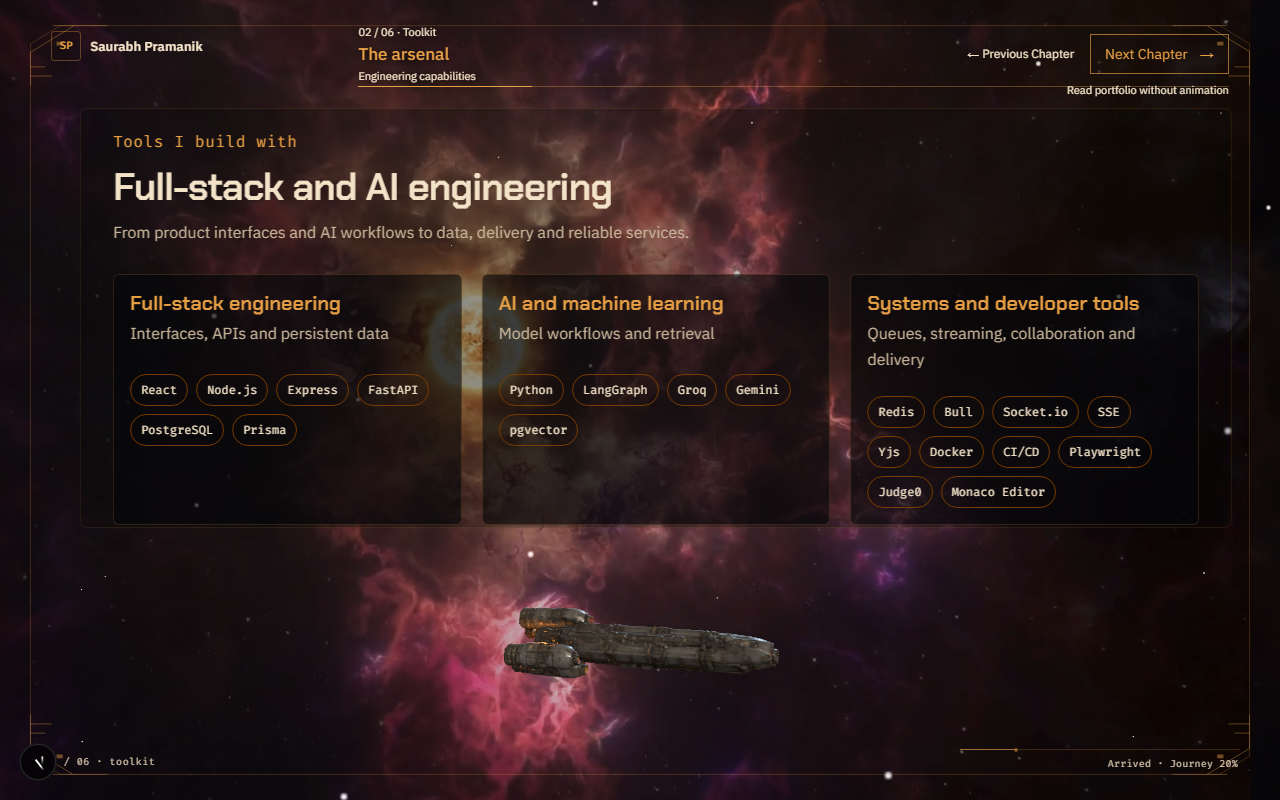 SP
Saurabh Pramanik
02 / 06 · Toolkit
The arsenal
Engineering capabilities
← Previous Chapter
Next Chapter →
Read portfolio without animation
Tools I build with
Full-stack and AI engineering
From product interfaces and AI workflows to data, delivery and reliable services.
Full-stack engineering
Interfaces, APIs and persistent data
React Node.js Express FastAPI
PostgreSQL Prisma
AI and machine learning
Model workflows and retrieval
Python LangGraph Groq Gemini
pgvector
Systems and developer tools
Queues, streaming, collaboration and
delivery
Redis Bull Socket.io SSE
Yjs Docker CI/CD Playwright
Judge0 Monaco Editor
/ 06 · toolkit
Arrived · Journey 20%